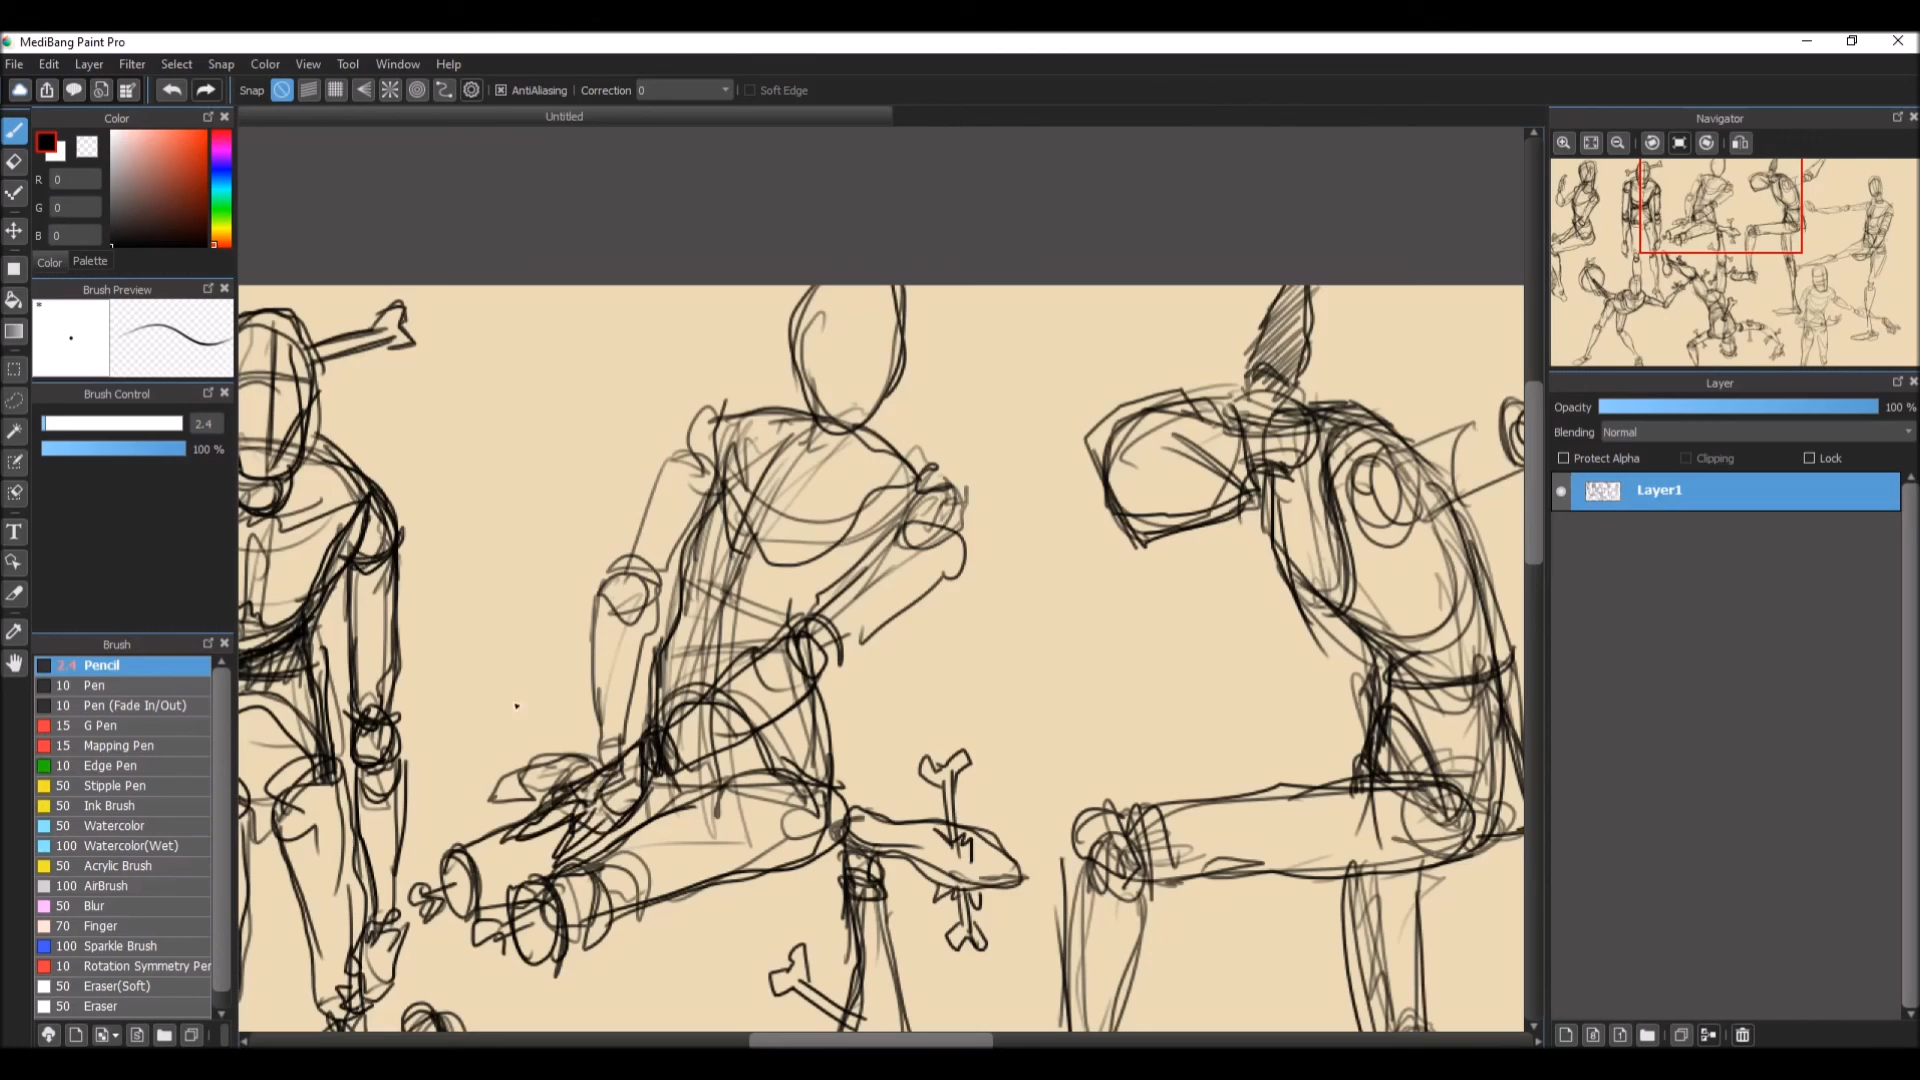 MediBang Paint Pro
File Edit Layer Filter Select Snap Color View Tool Window Help
Snap AntiAliasing Correction 0 Soft Edge
Color Untitled Navigator
R 0
G 0
B 0
Color Palette
Brush Preview
Brush Control
2.4
100 %
Brush
2.4 Pencil
10 Pen
10 Pen (Fade In/Out)
15 G Pen
15 Mapping Pen
10 Edge Pen
50 Stipple Pen
50 Ink Brush
50 Watercolor
100 Watercolor(Wet)
50 Acrylic Brush
100 AirBrush
50 Blur
70 Finger
100 Sparkle Brush
10 Rotation Symmetry Per
50 Eraser(Soft)
50 Eraser
Layer
Opacity 100 %
Blending Normal
Protect Alpha Clipping Lock
Layer1